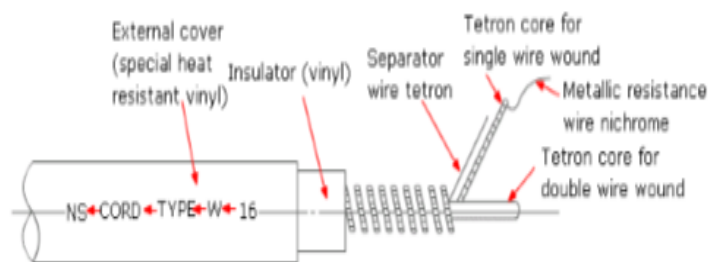 External cover
(special heat
resistant vinyl)
Insulator (vinyl)
Separator
wire tetron
Tetron core for
single wire wound
Metallic resistance
wire nichrome
Tetron core for
double wire wound
NS CORD TYPE W 16